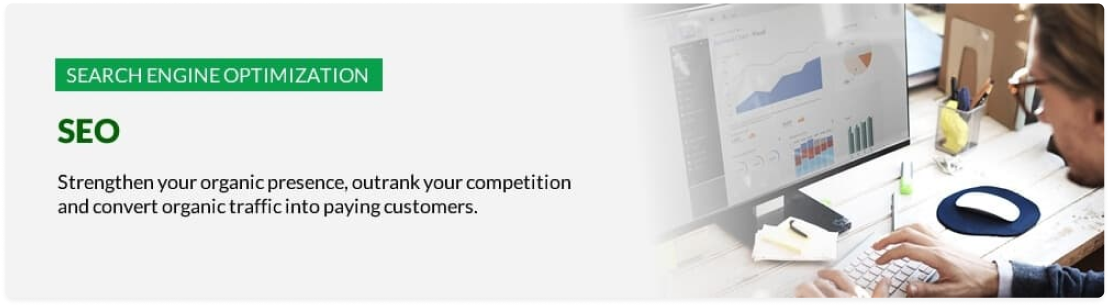 SEARCH ENGINE OPTIMIZATION
SEO
Strengthen your organic presence, outrank your competition
and convert organic traffic into paying customers.